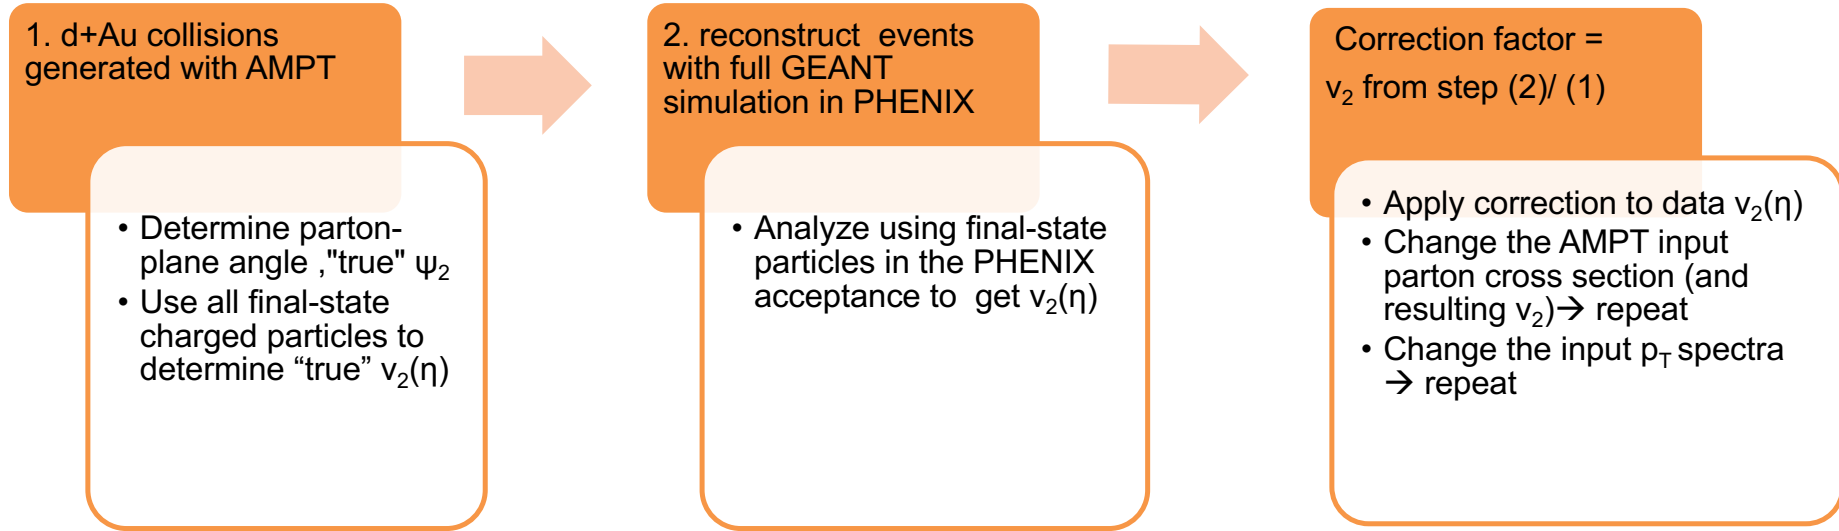 1. d+Au collisions
generated with AMPT
• Determine parton-
plane angle ,"true" ψ₂
• Use all final-state
charged particles to
determine “true” v₂(η)
2. reconstruct events
with full GEANT
simulation in PHENIX
• Analyze using final-state
particles in the PHENIX
acceptance to get v₂(η)
Correction factor =
v₂ from step (2)/ (1)
• Apply correction to data v₂(η)
• Change the AMPT input
parton cross section (and
resulting v₂)→ repeat
• Change the input p_T spectra
→ repeat